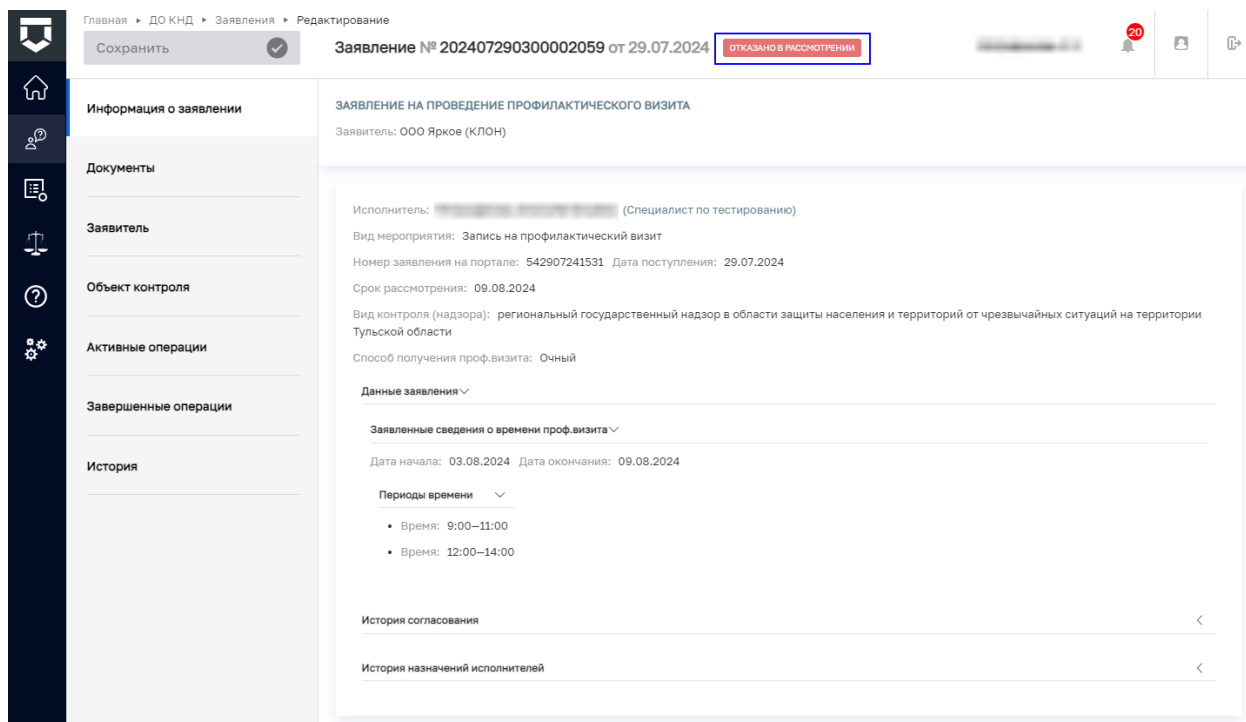 Главная ▸ ДО КНД ▸ Заявления ▸ Редактирование
Сохранить
Заявление № 202407290300002059 от 29.07.2024 ОТКАЗАНО В РАССМОТРЕНИИ
20
Информация о заявлении
Документы
Заявитель
Объект контроля
Активные операции
Завершенные операции
История
ЗАЯВЛЕНИЕ НА ПРОВЕДЕНИЕ ПРОФИЛАКТИЧЕСКОГО ВИЗИТА
Заявитель: ООО Яркое (КЛОН)
Исполнитель: (Специалист по тестированию)
Вид мероприятия: Запись на профилактический визит
Номер заявления на портале: 542907241531 Дата поступления: 29.07.2024
Срок рассмотрения: 09.08.2024
Вид контроля (надзора): региональный государственный надзор в области защиты населения и территорий от чрезвычайных ситуаций на территории
Тульской области
Способ получения проф.визита: Очный
Данные заявления
Заявленные сведения о времени проф.визита
Дата начала: 03.08.2024 Дата окончания: 09.08.2024
Периоды времени
• Время: 9:00—11:00
• Время: 12:00—14:00
История согласования
История назначений исполнителей